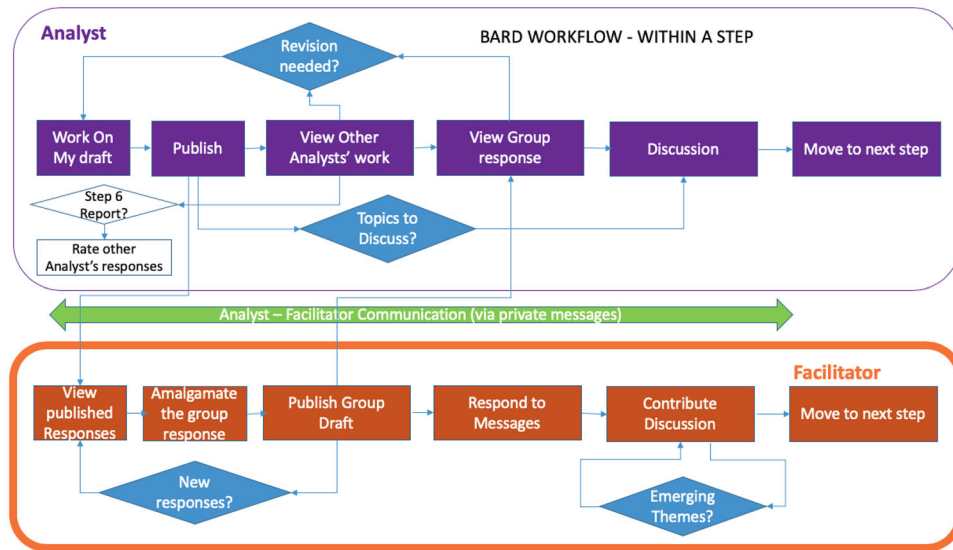 Analyst
BARD WORKFLOW - WITHIN A STEP
Revision
needed?
Work On
My draft
Publish
View Other
Analysts' work
View Group
response
Discussion
Move to next step
Step 6
Report?
Topics to
Discuss?
Rate other
Analyst's responses
Analyst – Facilitator Communication (via private messages)
Facilitator
View
published
Responses
Amalgamate
the group
response
Publish Group
Draft
Respond to
Messages
Contribute
Discussion
Move to next step
New
responses?
Emerging
Themes?